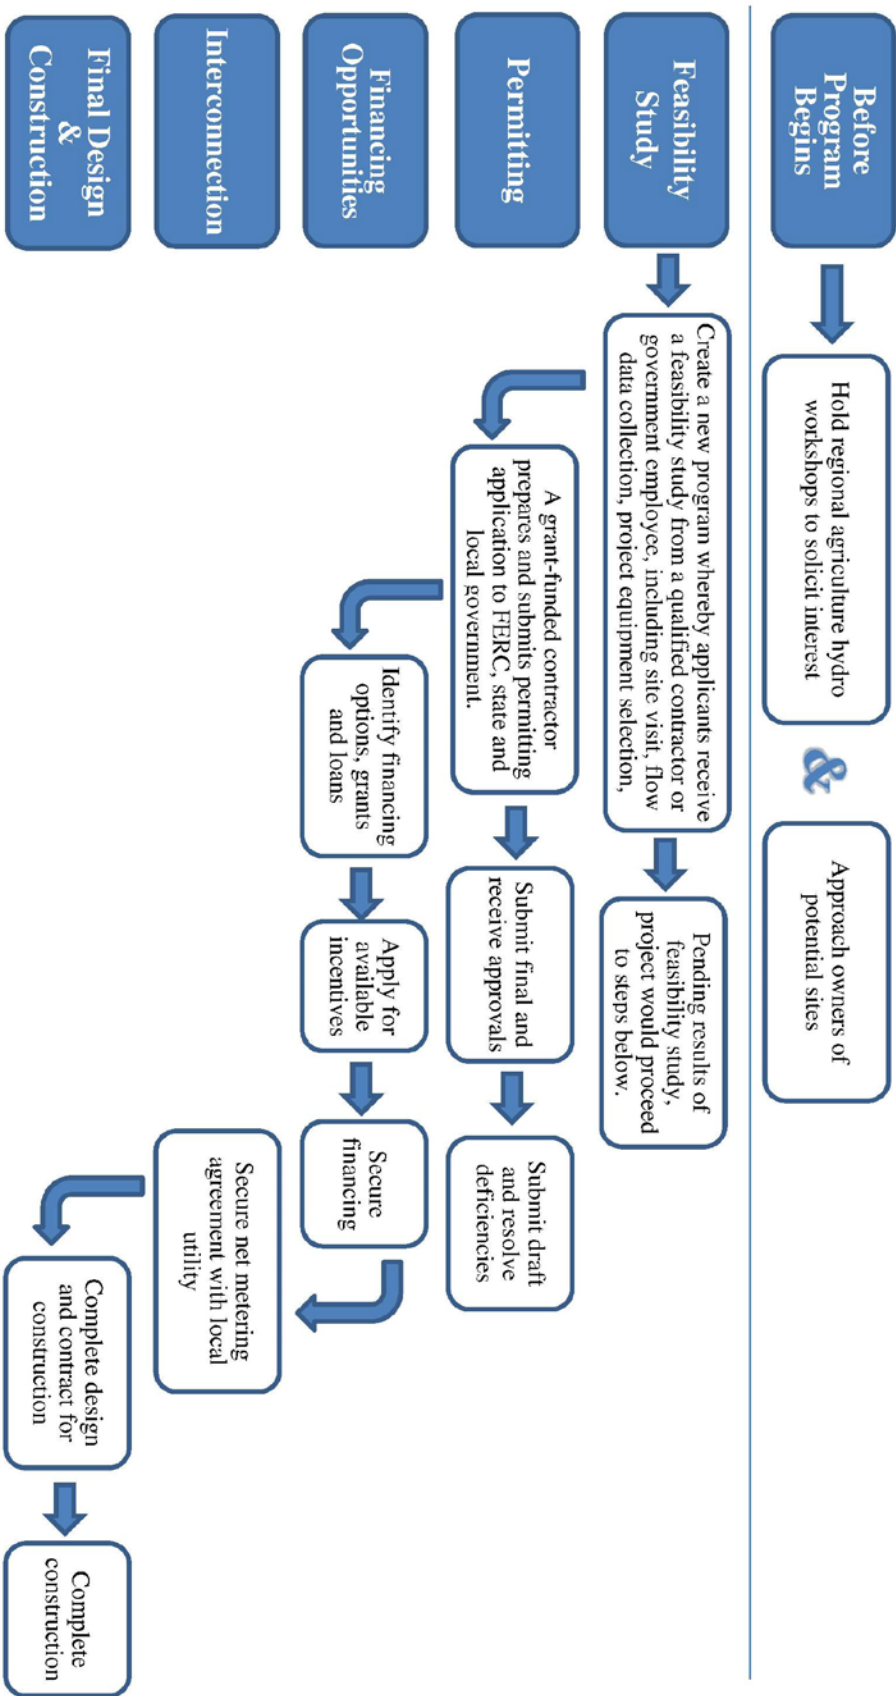 Before
Program
Begins
Hold regional agriculture hydro
workshops to solicit interest
&
Approach owners of
potential sites
Feasibility
Study
Create a new program whereby applicants receive
a feasibility study from a qualified contractor or
government employee, including site visit, flow
data collection, project equipment selection,
Pending results of
feasibility study,
project would proceed
to steps below.
Permitting
A grant-funded contractor
prepares and submits permitting
application to FERC, state and
local government.
Submit final and
receive approvals
Submit draft
and resolve
deficiencies
Financing
Opportunities
Identify financing
options, grants
and loans
Apply for
available
incentives
Secure
financing
Interconnection
Secure net metering
agreement with local
utility
Final Design
&
Construction
Complete design
and contract for
construction
Complete
construction